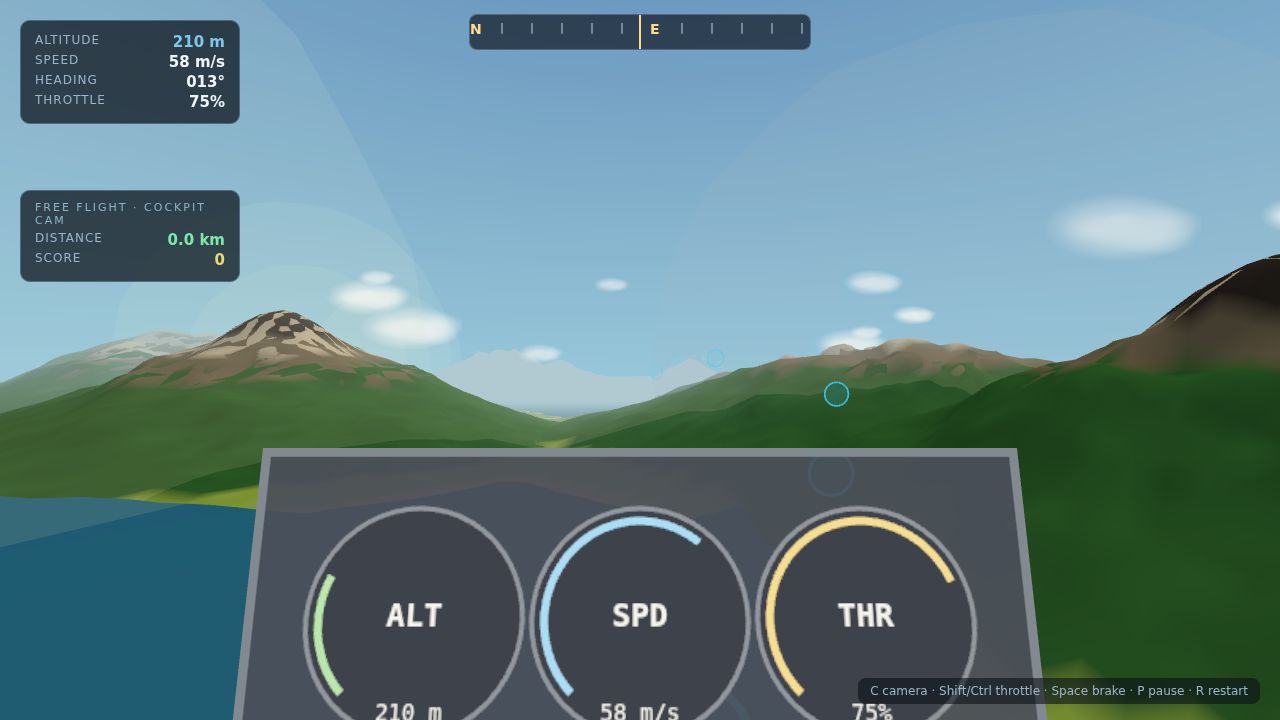 ALTITUDE 210 m
SPEED 58 m/s
HEADING 013°
THROTTLE 75%
N E
FREE FLIGHT · COCKPIT
CAM
DISTANCE 0.0 km
SCORE 0
ALT SPD THR
210 m 58 m/s 75%
C camera · Shift/Ctrl throttle · Space brake · P pause · R restart